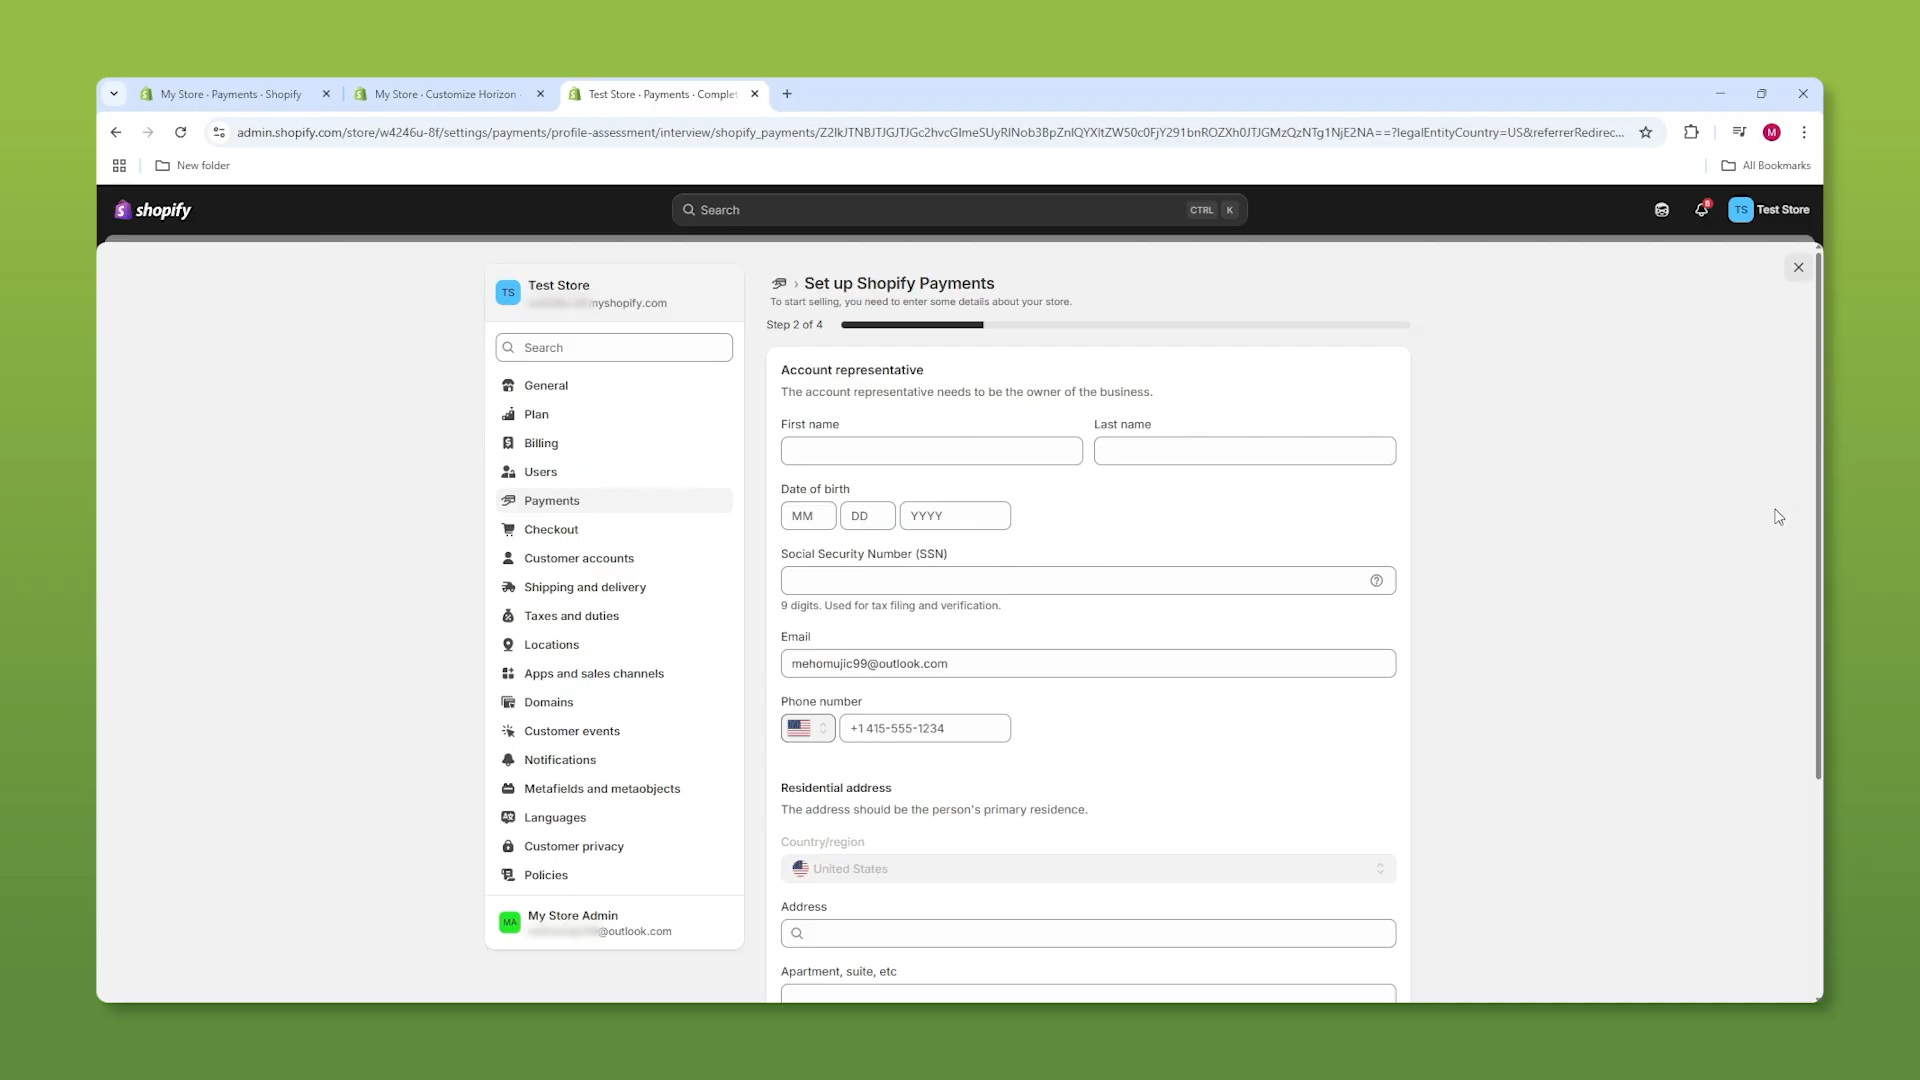 My Store · Payments · Shopify
My Store · Customize Horizon ·
Test Store · Payments · Complet
admin.shopify.com/store/w4246u-8f/settings/payments/profile-assessment/interview/shopify_payments/
New folder
All Bookmarks
shopify
Search
CTRL K
6
TS
Test Store
TS
Test Store
myshopify.com
Search
General
Plan
Billing
Users
Payments
Checkout
Customer accounts
Shipping and delivery
Taxes and duties
Locations
Apps and sales channels
Domains
Customer events
Notifications
Metafields and metaobjects
Languages
Customer privacy
Policies
MA
My Store Admin
@outlook.com
› Set up Shopify Payments
To start selling, you need to enter some details about your store.
Step 2 of 4
Account representative
The account representative needs to be the owner of the business.
First name
Last name
Date of birth
MM
DD
YYYY
Social Security Number (SSN)
9 digits. Used for tax filing and verification.
Email
mehomujic99@outlook.com
Phone number
+1 415-555-1234
Residential address
The address should be the person's primary residence.
Country/region
United States
Address
Apartment, suite, etc